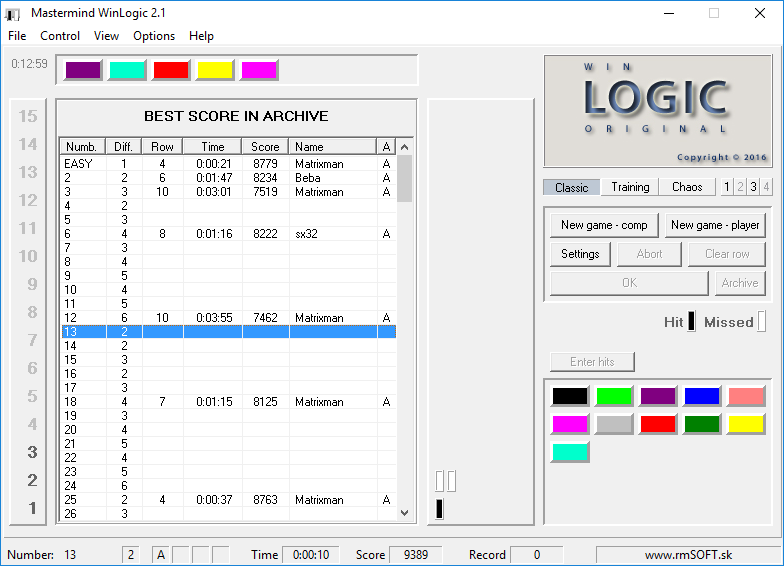 Mastermind WinLogic 2.1
File Control View Options Help
0:12:59
WIN
LOGIC
ORIGINAL
Copyright © 2016
15
14
13
12
11
10
9
8
7
6
5
4
3
2
1
BEST SCORE IN ARCHIVE
Numb. Diff. Row Time Score Name A
EASY 1 4 0:00:21 8779 Matrixman A
2 2 6 0:01:47 8234 Beba A
3 3 10 0:03:01 7519 Matrixman A
4 2
5 3
6 4 8 0:01:16 8222 sx32 A
7 3
8 4
9 5
10 4
11 5
12 6 10 0:03:55 7462 Matrixman A
13 2
14 2
15 3
16 2
17 3
18 4 7 0:01:15 8125 Matrixman A
19 3
20 4
21 5
22 4
23 5
24 6
25 2 4 0:00:37 8763 Matrixman A
26 3
Classic Training Chaos 1 2 3 4
New game - comp New game - player
Settings Abort Clear row
OK Archive
Hit Missed
Enter hits
Number: 13 2 A Time 0:00:10 Score 9389 Record 0 www.rmSOFT.sk